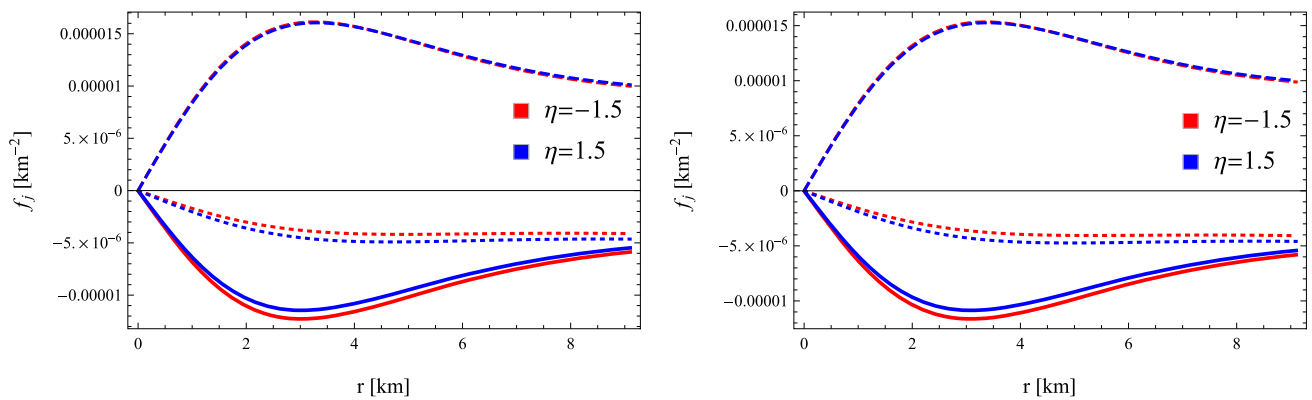 0.000015
0.00001
5.×10⁻⁶
0
−5.×10⁻⁶
−0.00001
f_j [km⁻²]
0 2 4 6 8
r [km]
η=−1.5
η=1.5
0.000015
0.00001
5.×10⁻⁶
0
−5.×10⁻⁶
−0.00001
f_j [km⁻²]
0 2 4 6 8
r [km]
η=−1.5
η=1.5